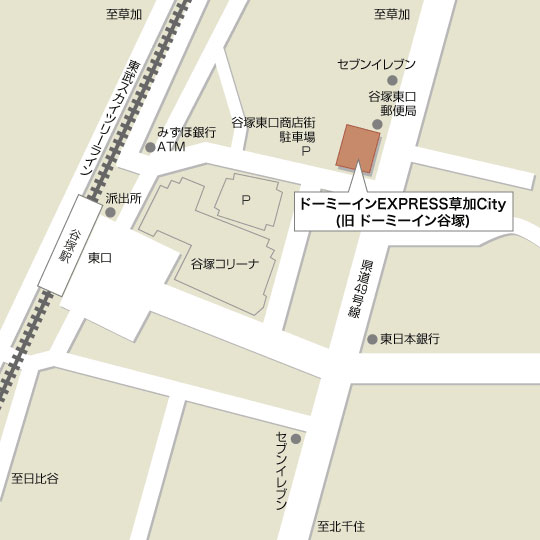 至草加
至草加
東武スカイツリーライン
セブンイレブン
谷塚東口
郵便局
谷塚東口商店街
駐車場
P
みずほ銀行
ATM
ドーミーインEXPRESS草加City
(旧 ドーミーイン谷塚)
派出所
P
谷塚駅
東口
谷塚コリーナ
県道49号線
東日本銀行
セブンイレブン
至日比谷
至北千住